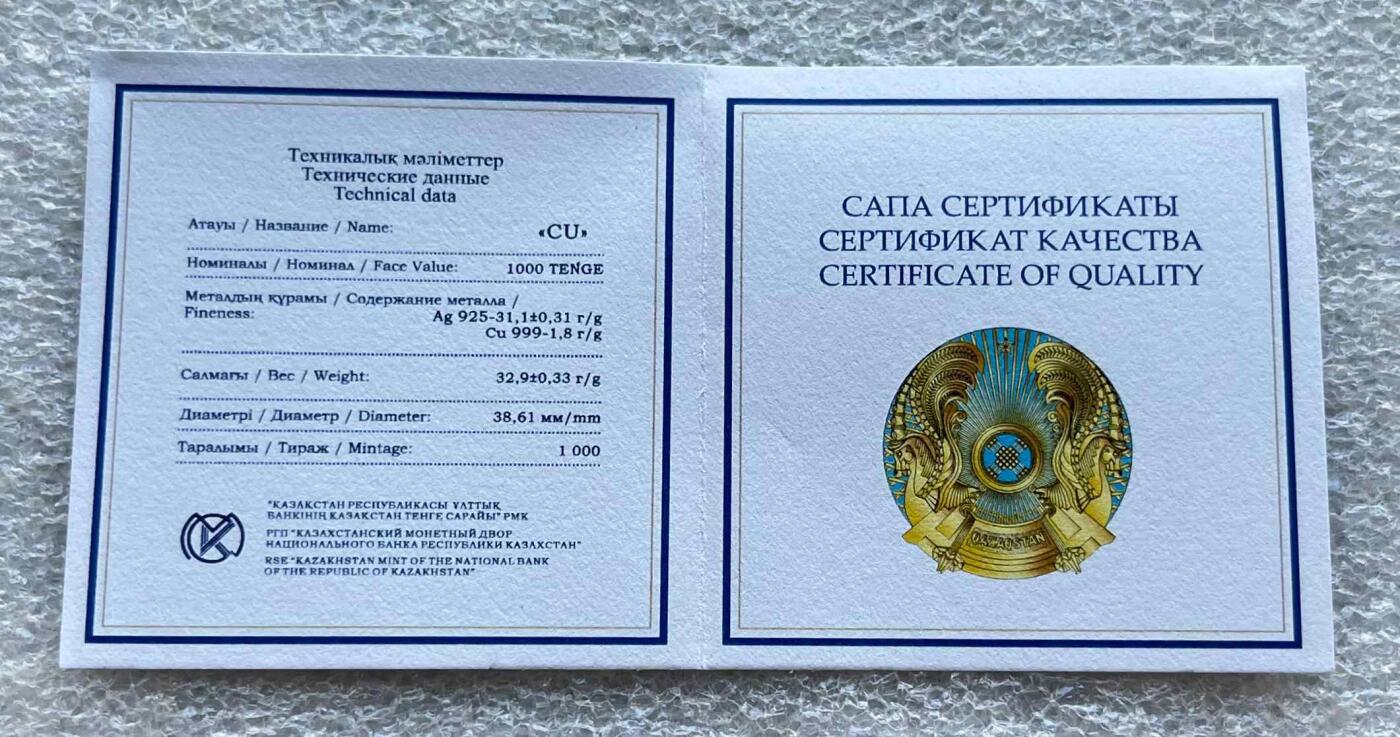 Техникалық мәліметтер
Технические данные
Technical data
Атауы / Название / Name: «CU»
Номиналы / Номинал / Face Value: 1000 TENGE
Металдың құрамы / Содержание металла /
Fineness: Ag 925-31,1±0,31 г/g
Cu 999-1,8 г/g
Салмағы / Вес / Weight: 32,9±0,33 г/g
Диаметрі / Диаметр / Diameter: 38,61 мм/mm
Таралымы / Тираж / Mintage: 1 000
"ҚАЗАҚСТАН РЕСПУБЛИКАСЫ ҰЛТТЫҚ
БАНКІНІҢ ҚАЗАҚСТАН ТЕҢГЕ САРАЙЫ" РМК
РГП "КАЗАХСТАНСКИЙ МОНЕТНЫЙ ДВОР
НАЦИОНАЛЬНОГО БАНКА РЕСПУБЛИКИ КАЗАХСТАН"
RSE "KAZAKHSTAN MINT OF THE NATIONAL BANK
OF THE REPUBLIC OF KAZAKHSTAN"
САПА СЕРТИФИКАТЫ
СЕРТИФИКАТ КАЧЕСТВА
CERTIFICATE OF QUALITY
QAZAQSTAN